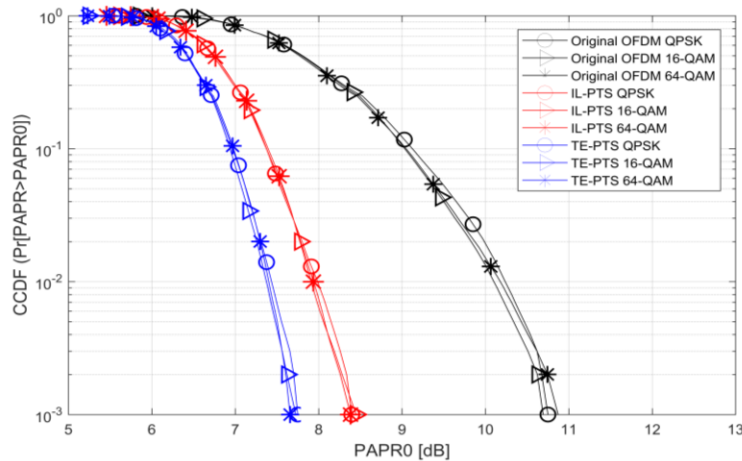 10^0
10^-1
10^-2
10^-3
CCDF (Pr[PAPR>PAPR0])
Original OFDM QPSK
Original OFDM 16-QAM
Original OFDM 64-QAM
IL-PTS QPSK
IL-PTS 16-QAM
IL-PTS 64-QAM
TE-PTS QPSK
TE-PTS 16-QAM
TE-PTS 64-QAM
5 6 7 8 9 10 11 12 13
PAPR0 [dB]